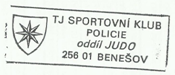 TJ SPORTOVNÍ KLUB
POLICIE
oddíl JUDO
256 01 BENEŠOV